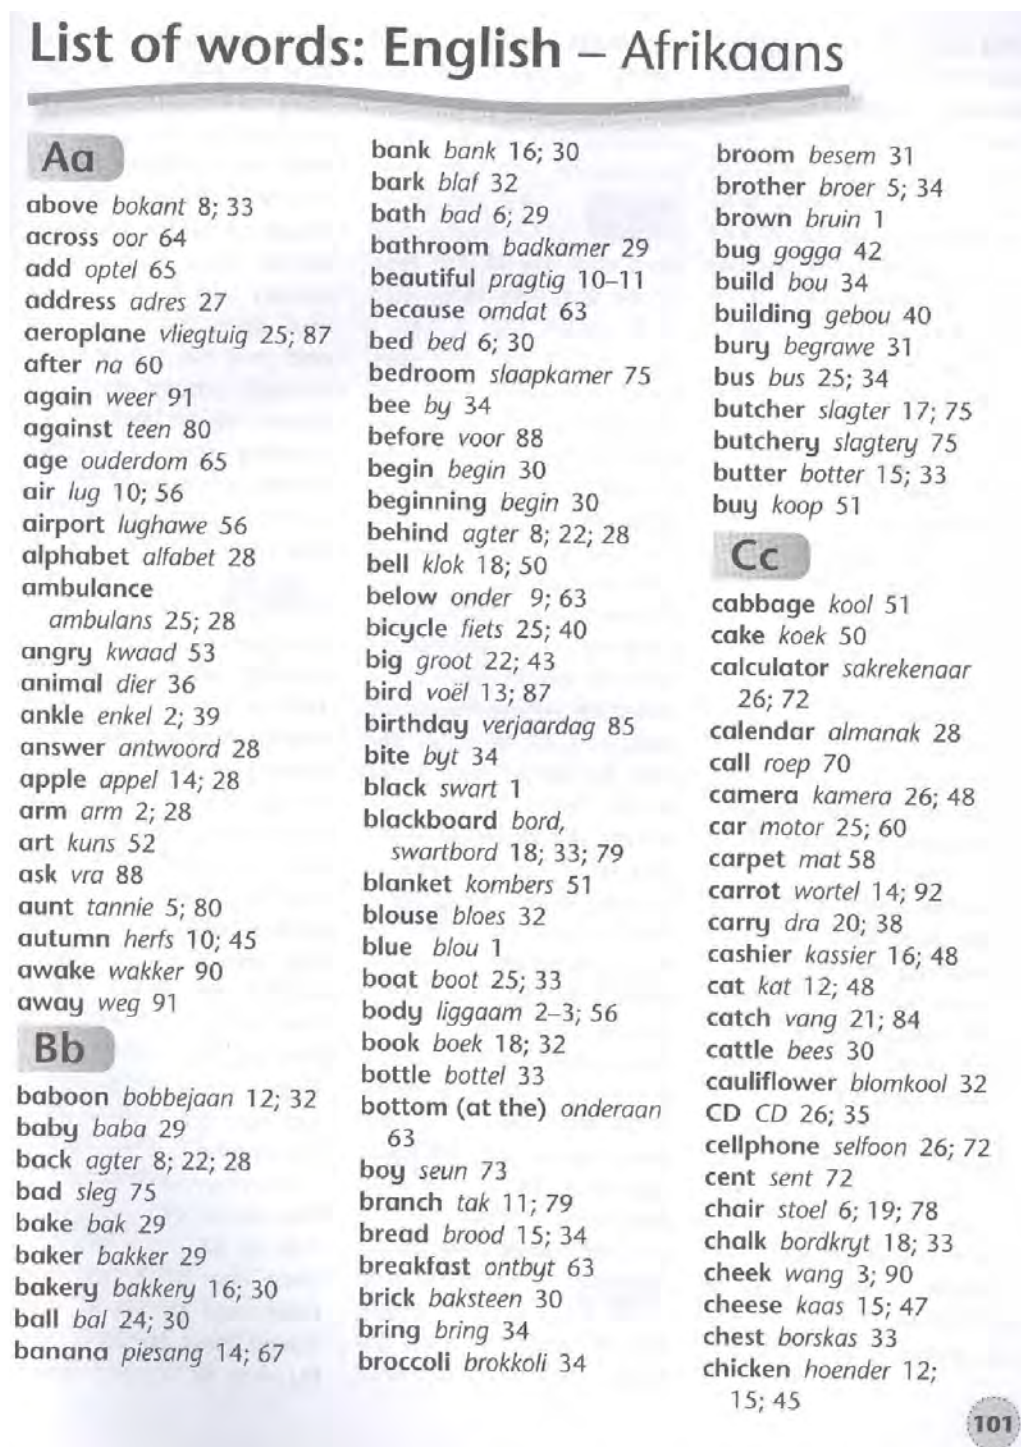 List of words: English – Afrikaans
Aa
above bokant 8; 33
across oor 64
add optel 65
address adres 27
aeroplane vliegtuig 25; 87
after na 60
again weer 91
against teen 80
age ouderdom 65
air lug 10; 56
airport lughawe 56
alphabet alfabet 28
ambulance
ambulans 25; 28
angry kwaad 53
animal dier 36
ankle enkel 2; 39
answer antwoord 28
apple appel 14; 28
arm arm 2; 28
art kuns 52
ask vra 88
aunt tannie 5; 80
autumn herfs 10; 45
awake wakker 90
away weg 91
Bb
baboon bobbejaan 12; 32
baby baba 29
back agter 8; 22; 28
bad sleg 75
bake bak 29
baker bakker 29
bakery bakkery 16; 30
ball bal 24; 30
banana piesang 14; 67
bank bank 16; 30
bark blaf 32
bath bad 6; 29
bathroom badkamer 29
beautiful pragtig 10–11
because omdat 63
bed bed 6; 30
bedroom slaapkamer 75
bee by 34
before voor 88
begin begin 30
beginning begin 30
behind agter 8; 22; 28
bell klok 18; 50
below onder 9; 63
bicycle fiets 25; 40
big groot 22; 43
bird voël 13; 87
birthday verjaardag 85
bite byt 34
black swart 1
blackboard bord,
swartbord 18; 33; 79
blanket kombers 51
blouse bloes 32
blue blou 1
boat boot 25; 33
body liggaam 2–3; 56
book boek 18; 32
bottle bottel 33
bottom (at the) onderaan
63
boy seun 73
branch tak 11; 79
bread brood 15; 34
breakfast ontbyt 63
brick baksteen 30
bring bring 34
broccoli brokkoli 34
broom besem 31
brother broer 5; 34
brown bruin 1
bug gogga 42
build bou 34
building gebou 40
bury begrawe 31
bus bus 25; 34
butcher slagter 17; 75
butchery slagtery 75
butter botter 15; 33
buy koop 51
Cc
cabbage kool 51
cake koek 50
calculator sakrekenaar
26; 72
calendar almanak 28
call roep 70
camera kamera 26; 48
car motor 25; 60
carpet mat 58
carrot wortel 14; 92
carry dra 20; 38
cashier kassier 16; 48
cat kat 12; 48
catch vang 21; 84
cattle bees 30
cauliflower blomkool 32
CD CD 26; 35
cellphone selfoon 26; 72
cent sent 72
chair stoel 6; 19; 78
chalk bordkryt 18; 33
cheek wang 3; 90
cheese kaas 15; 47
chest borskas 33
chicken hoender 12;
15; 45
101